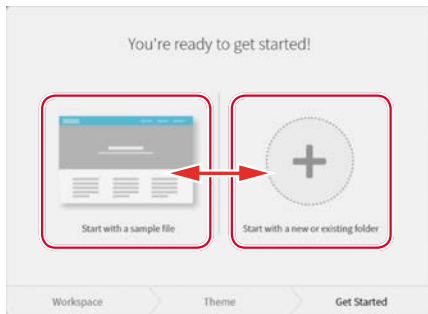 You're ready to get started!
Start with a sample file
Start with a new or existing folder
Workspace
Theme
Get Started